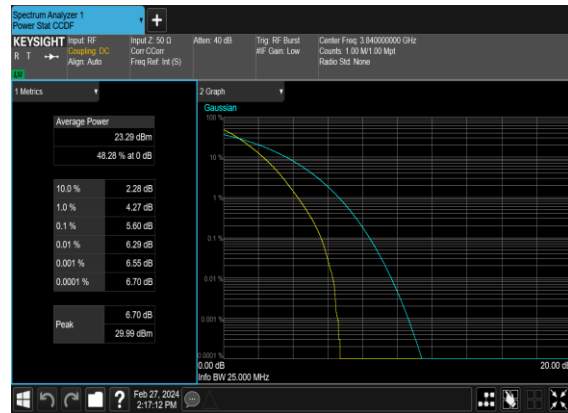 Spectrum Analyzer 1
Power Stat CCDF
KEYSIGHT
R T
LXI
Input: RF
Coupling: DC
Align: Auto
Input Z: 50 Ω
Corr CCorr
Freq Ref: Int (S)
Atten: 40 dB
Trig: RF Burst
#IF Gain: Low
Center Freq: 3.840000000 GHz
Counts: 1.00 M/1.00 Mpt
Radio Std: None
1 Metrics
Average Power
23.29 dBm
48.28 % at 0 dB
10.0 % 2.28 dB
1.0 % 4.27 dB
0.1 % 5.60 dB
0.01 % 6.29 dB
0.001 % 6.55 dB
0.0001 % 6.70 dB
Peak
6.70 dB
29.99 dBm
2 Graph
Gaussian
100 %
10 %
1 %
0.1 %
0.01 %
0.001 %
0.0001 %
0.00 dB
20.00 dB
Info BW 25.000 MHz
?
Feb 27, 2024
2:17:12 PM